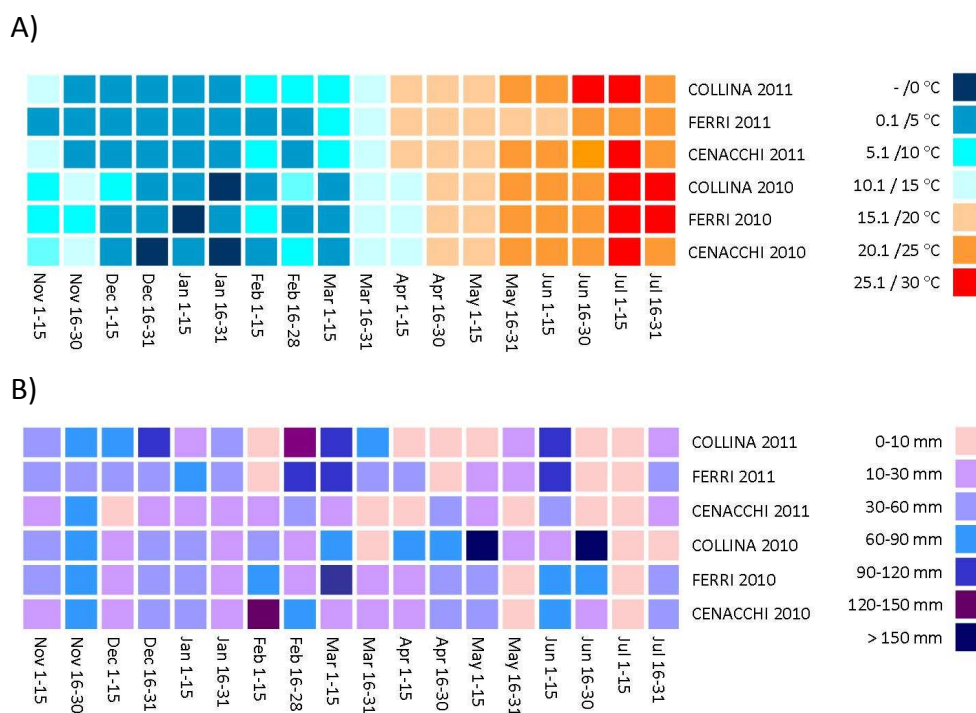 A)
COLLINA 2011
FERRI 2011
CENACCHI 2011
COLLINA 2010
FERRI 2010
CENACCHI 2010
- /0 °C
0.1 /5 °C
5.1 /10 °C
10.1 / 15 °C
15.1 /20 °C
20.1 /25 °C
25.1 / 30 °C
Nov 1-15
Nov 16-30
Dec 1-15
Dec 16-31
Jan 1-15
Jan 16-31
Feb 1-15
Feb 16-28
Mar 1-15
Mar 16-31
Apr 1-15
Apr 16-30
May 1-15
May 16-31
Jun 1-15
Jun 16-30
Jul 1-15
Jul 16-31
B)
COLLINA 2011
FERRI 2011
CENACCHI 2011
COLLINA 2010
FERRI 2010
CENACCHI 2010
0-10 mm
10-30 mm
30-60 mm
60-90 mm
90-120 mm
120-150 mm
> 150 mm
Nov 1-15
Nov 16-30
Dec 1-15
Dec 16-31
Jan 1-15
Jan 16-31
Feb 1-15
Feb 16-28
Mar 1-15
Mar 16-31
Apr 1-15
Apr 16-30
May 1-15
May 16-31
Jun 1-15
Jun 16-30
Jul 1-15
Jul 16-31